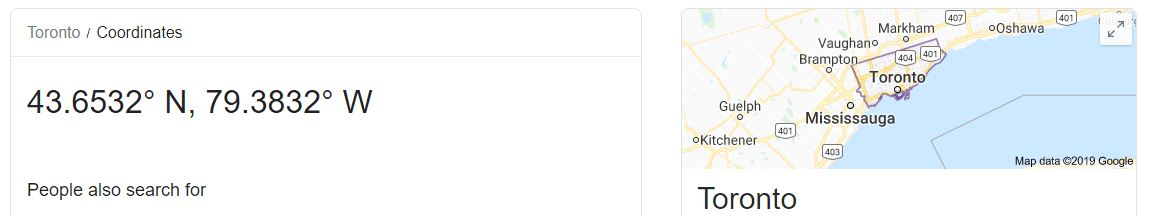 Toronto / Coordinates
43.6532° N, 79.3832° W
People also search for
407
401
Markham
Oshawa
Vaughan
404
401
Brampton
Toronto
Guelph
Mississauga
401
Kitchener
403
Map data ©2019 Google
Toronto